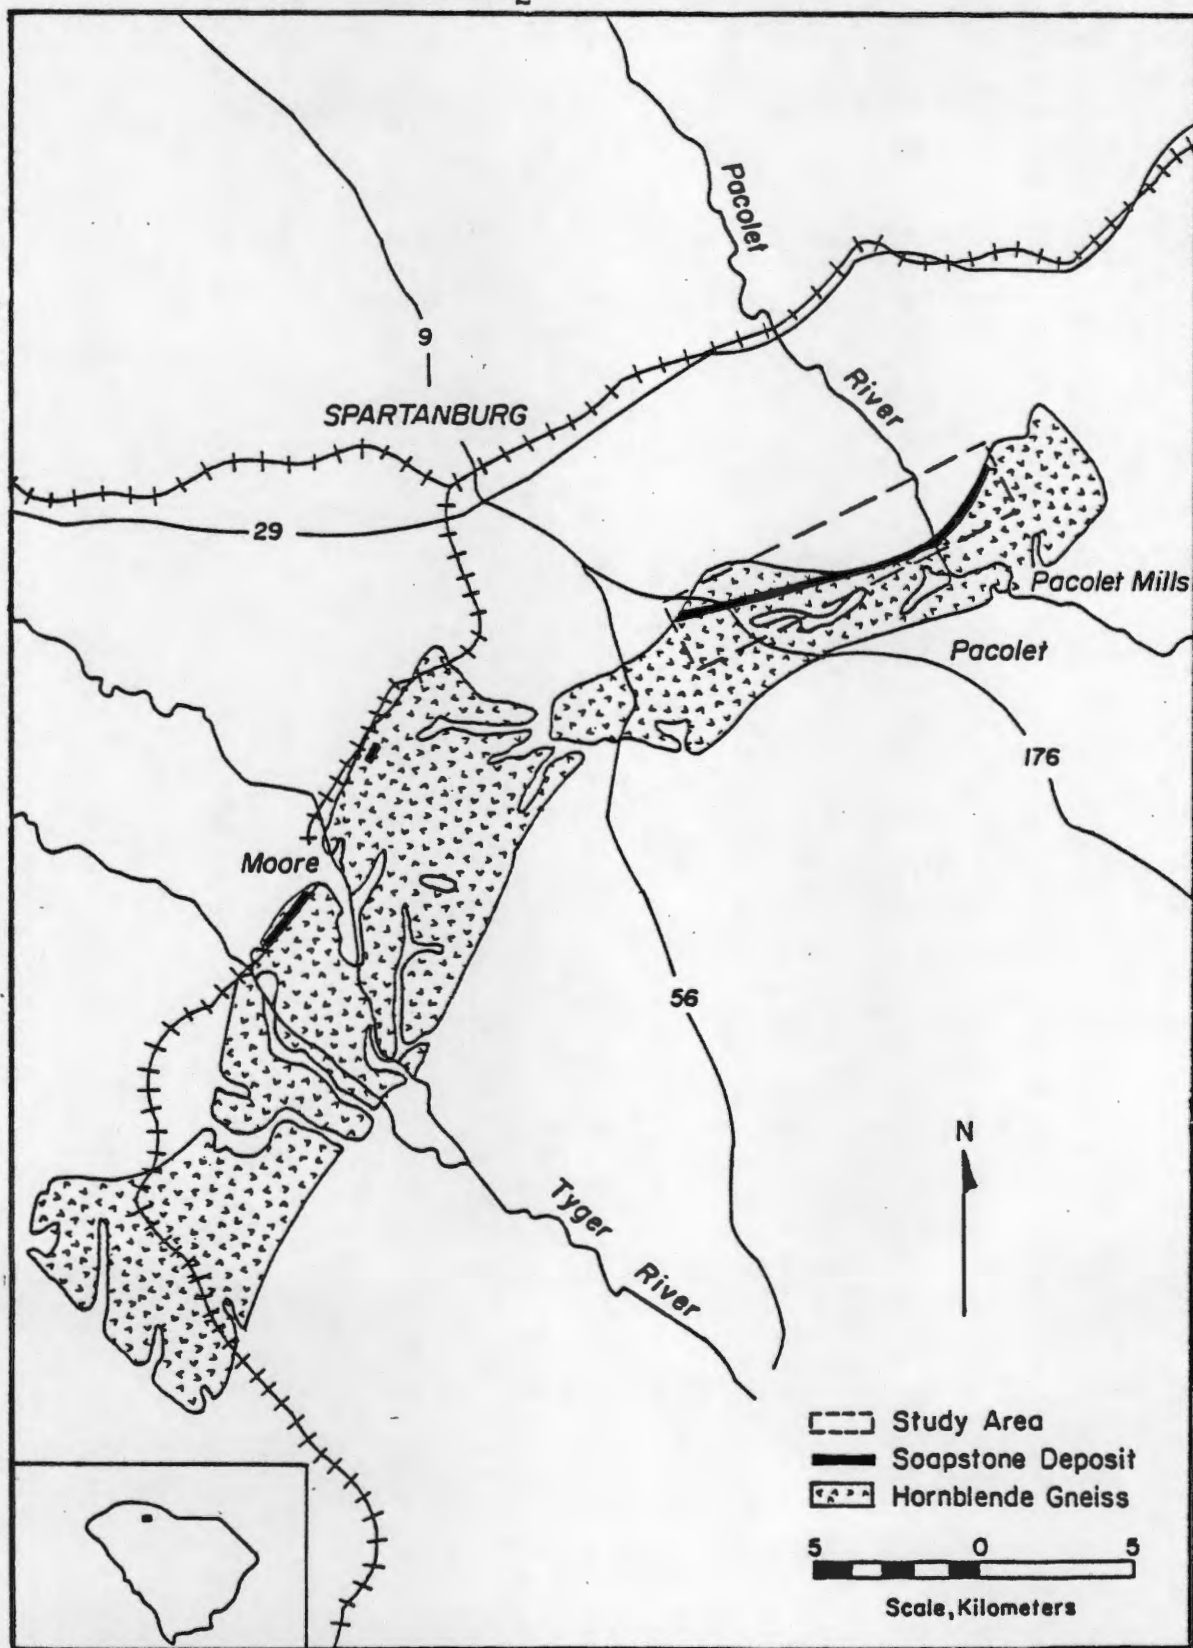 Pacolet
River
9
SPARTANBURG
29
Pacolet Mills
Pacolet
176
Moore
56
N
Tyger
River
Study Area
Soapstone Deposit
Hornblende Gneiss
5 0 5
Scale, Kilometers